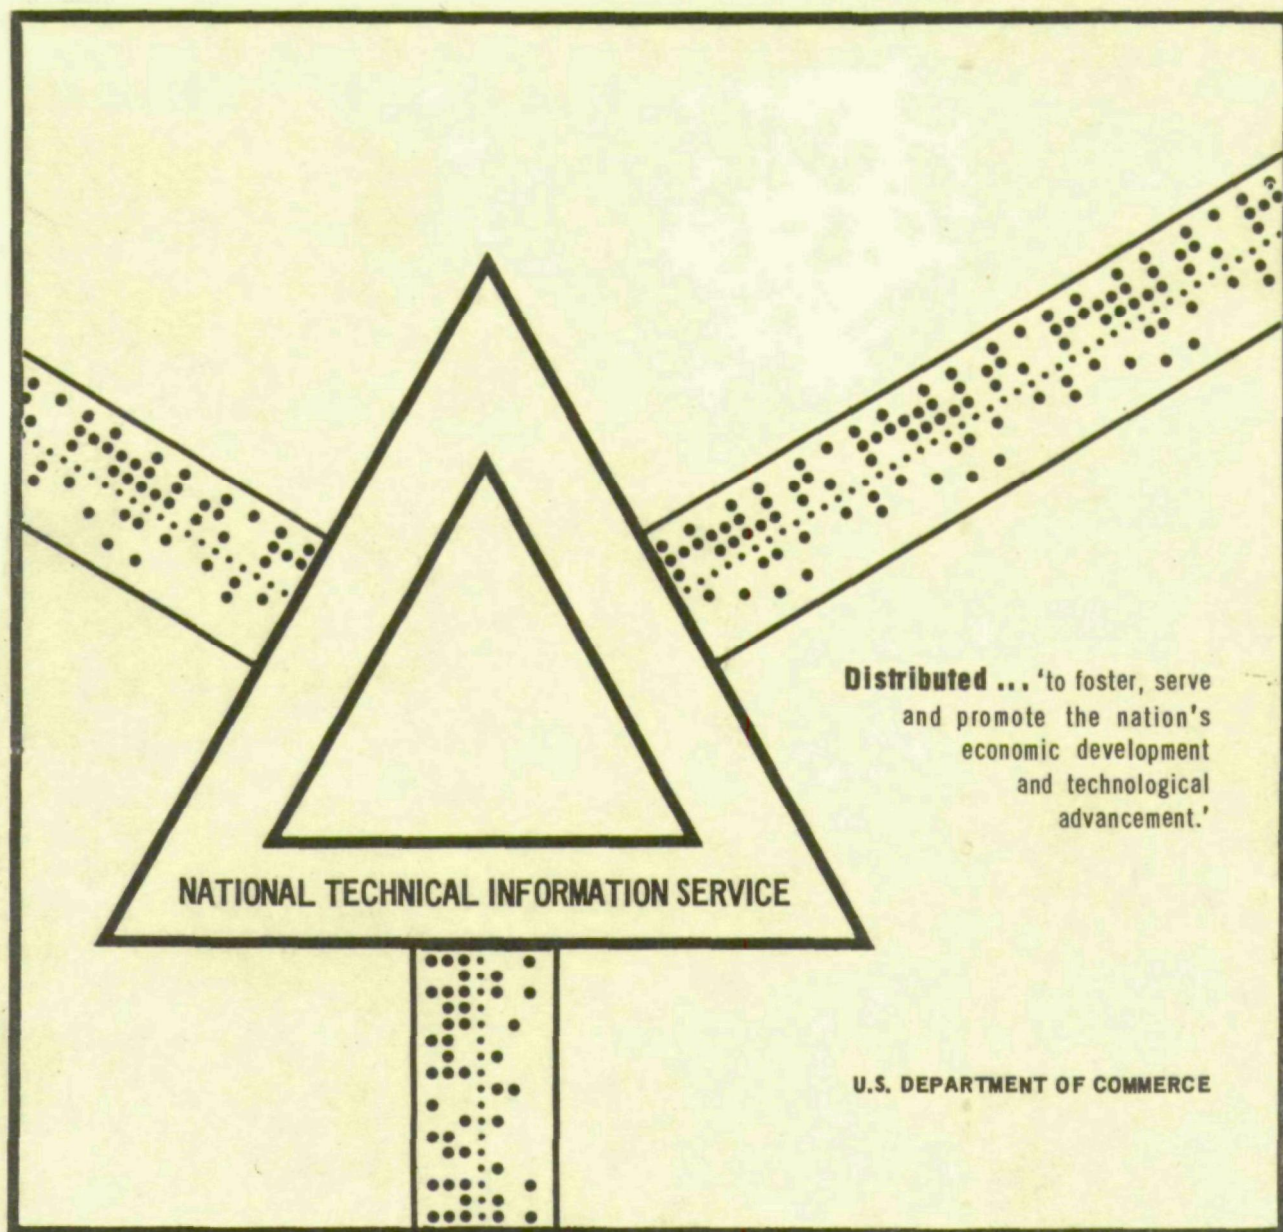 Distributed ... 'to foster, serve
and promote the nation's
economic development
and technological
advancement.'
NATIONAL TECHNICAL INFORMATION SERVICE
U.S. DEPARTMENT OF COMMERCE